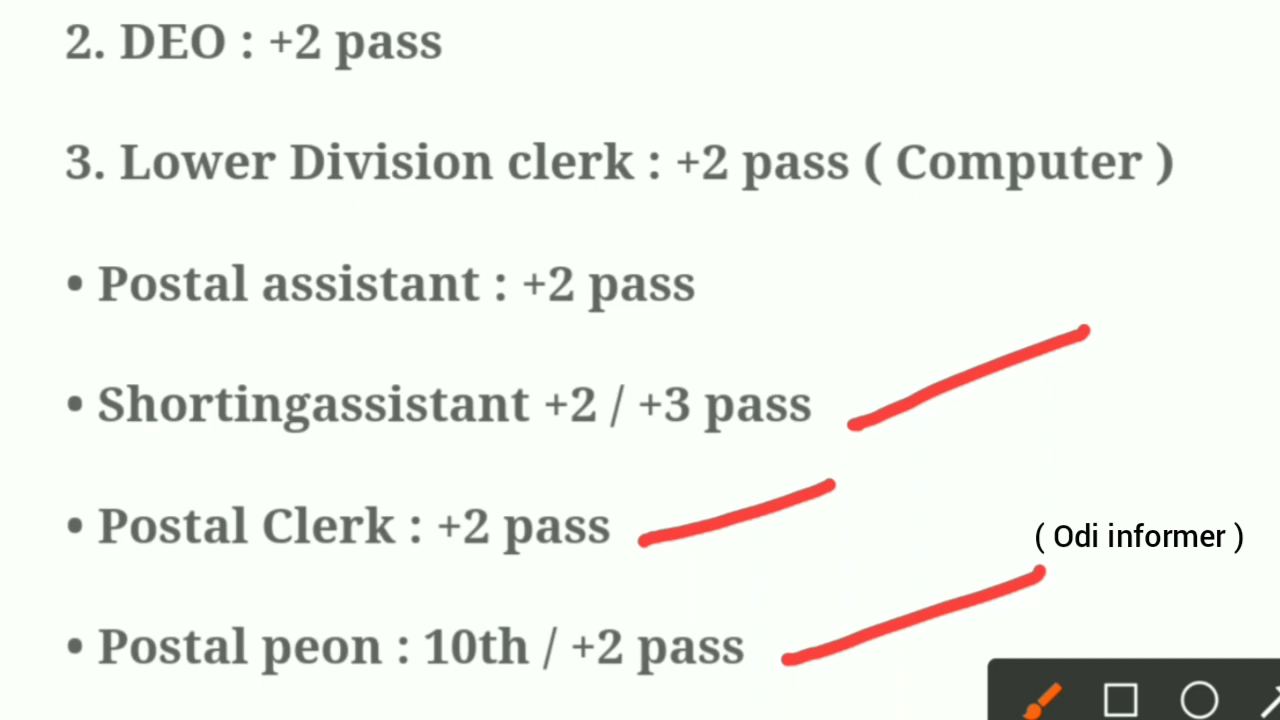 2. DEO : +2 pass
3. Lower Division clerk : +2 pass ( Computer )
• Postal assistant : +2 pass
• Shortingassistant +2 / +3 pass
• Postal Clerk : +2 pass
( Odi informer )
• Postal peon : 10th / +2 pass